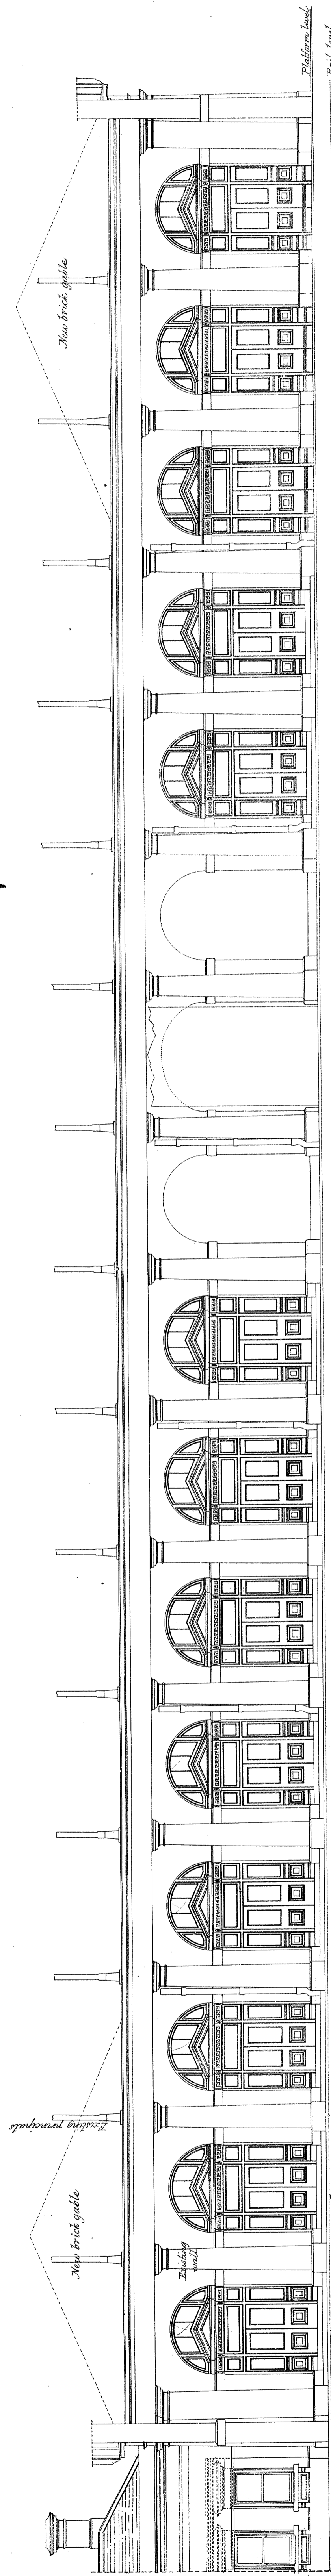 New brick gable
Existing principals
New brick gable
Existing
wall
Platform level
Rail level